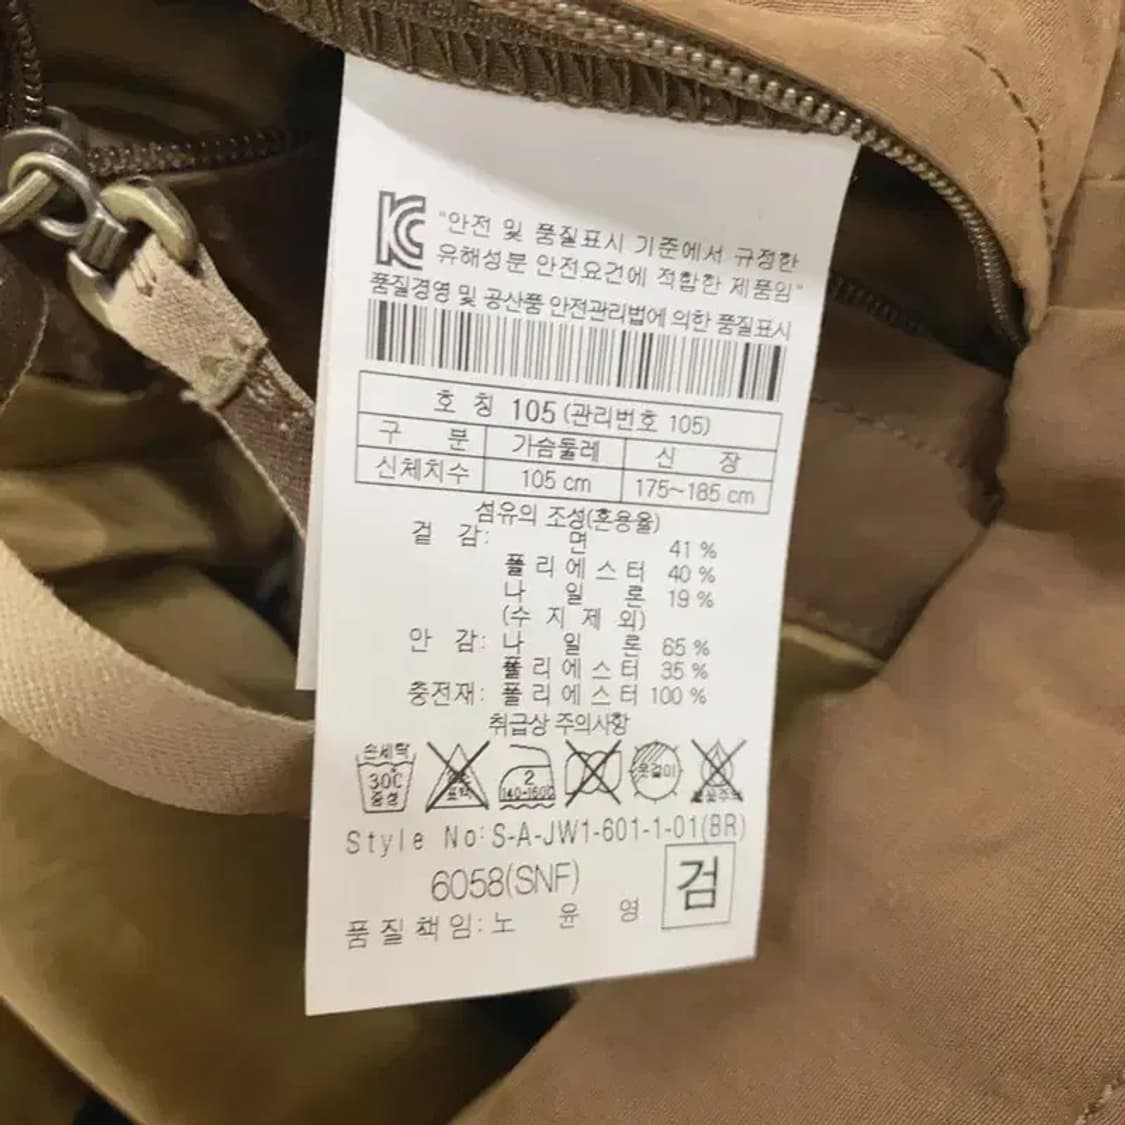 KC "안전 및 품질표시 기준에서 규정한
유해성분 안전요건에 적합한 제품임"
품질경영 및 공산품 안전관리법에 의한 품질표시
호 칭 105 (관리번호 105)
구 분 가슴둘레 신 장
신체치수 105 cm 175~185 cm
섬유의 조성(혼용율)
겉 감: 면 41 %
폴리에스터 40 %
나 일 론 19 %
(수 지 제 외)
안 감: 나 일 론 65 %
폴리에스터 35 %
충전재: 폴리에스터 100 %
취급상 주의사항
손세탁 30℃ 중성
2 140~160℃
옷걸이
Style No: S-A-JW1-601-1-01(BR)
6058(SNF)
검
품질책임: 노 윤 영